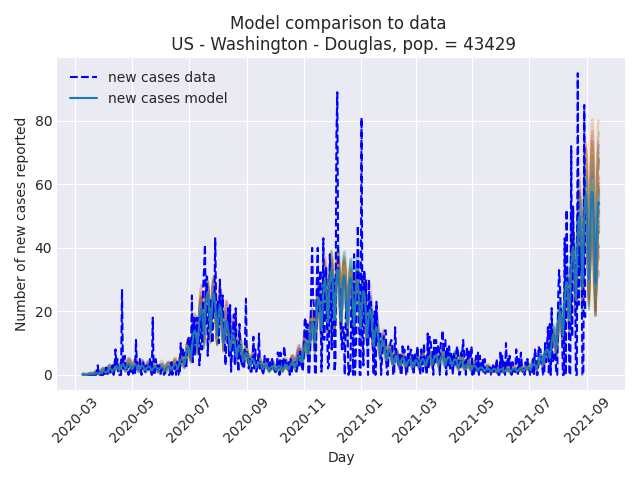 Model comparison to data
US - Washington - Douglas, pop. = 43429
new cases data
new cases model
Number of new cases reported
80
60
40
20
0
2020-03
2020-05
2020-07
2020-09
2020-11
2021-01
2021-03
2021-05
2021-07
2021-09
Day